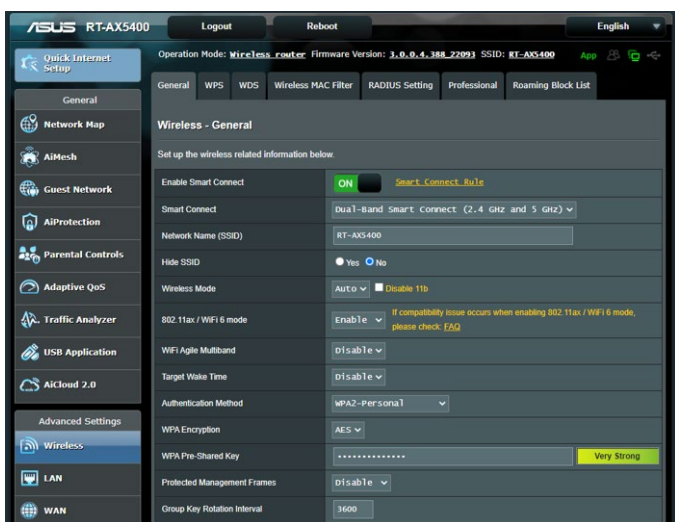 ASUS RT-AX5400 Logout Reboot English
Quick Internet Setup
Operation Mode: Wireless router Firmware Version: 3.0.0.4.388_22093 SSID: RT-AX5400 App
General WPS WDS Wireless MAC Filter RADIUS Setting Professional Roaming Block List
General
Network Map
AiMesh
Guest Network
AiProtection
Parental Controls
Adaptive QoS
Traffic Analyzer
USB Application
AiCloud 2.0
Advanced Settings
Wireless
LAN
WAN
Wireless - General
Set up the wireless related information below.
Enable Smart Connect ON Smart Connect Rule
Smart Connect Dual-Band Smart Connect (2.4 GHz and 5 GHz)
Network Name (SSID) RT-AX5400
Hide SSID Yes No
Wireless Mode Auto Disable 11b
802.11ax / WiFi 6 mode Enable If compatibility issue occurs when enabling 802.11ax / WiFi 6 mode,
please check: FAQ
WiFi Agile Multiband Disable
Target Wake Time Disable
Authentication Method WPA2-Personal
WPA Encryption AES
WPA Pre-Shared Key •••••••••••••• Very Strong
Protected Management Frames Disable
Group Key Rotation Interval 3600